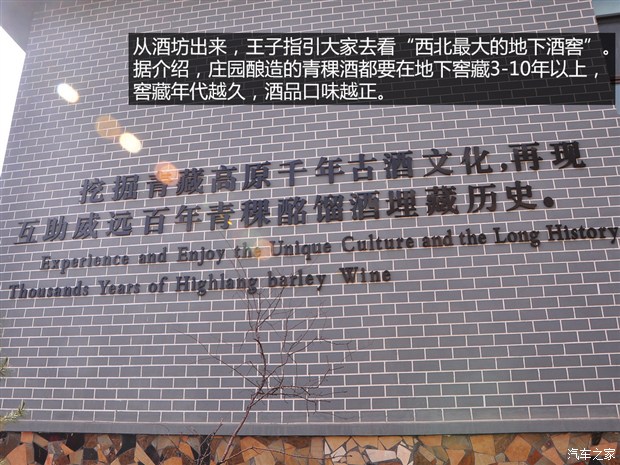 从酒坊出来，王子指引大家去看“西北最大的地下酒窖”。
据介绍，庄园酿造的青稞酒都要在地下窖藏3-10年以上，
窖藏年代越久，酒品口味越正。
挖掘青藏高原千年古酒文化,再现
互助威远百年青稞酩馏酒埋藏历史。
Experience and Enjoy the Unique Culture and the Long History
Thousands Years of Highlang barley Wine
汽车之家